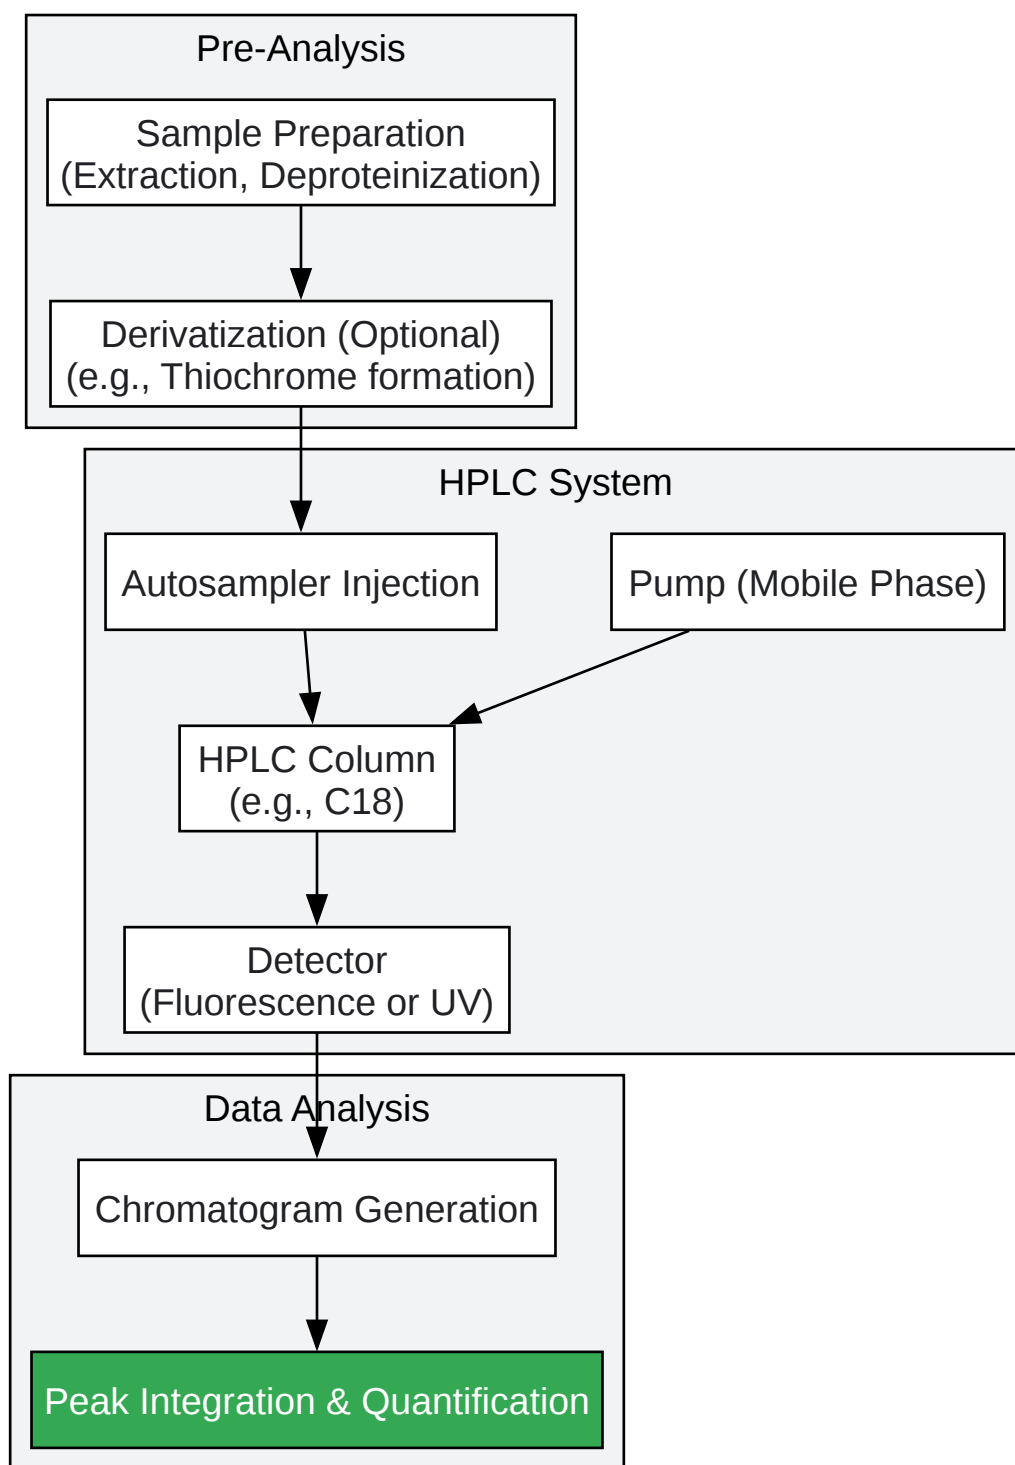 Pre-Analysis
Sample Preparation
(Extraction, Deproteinization)
Derivatization (Optional)
(e.g., Thiochrome formation)
HPLC System
Autosampler Injection
Pump (Mobile Phase)
HPLC Column
(e.g., C18)
Detector
(Fluorescence or UV)
Data Analysis
Chromatogram Generation
Peak Integration & Quantification